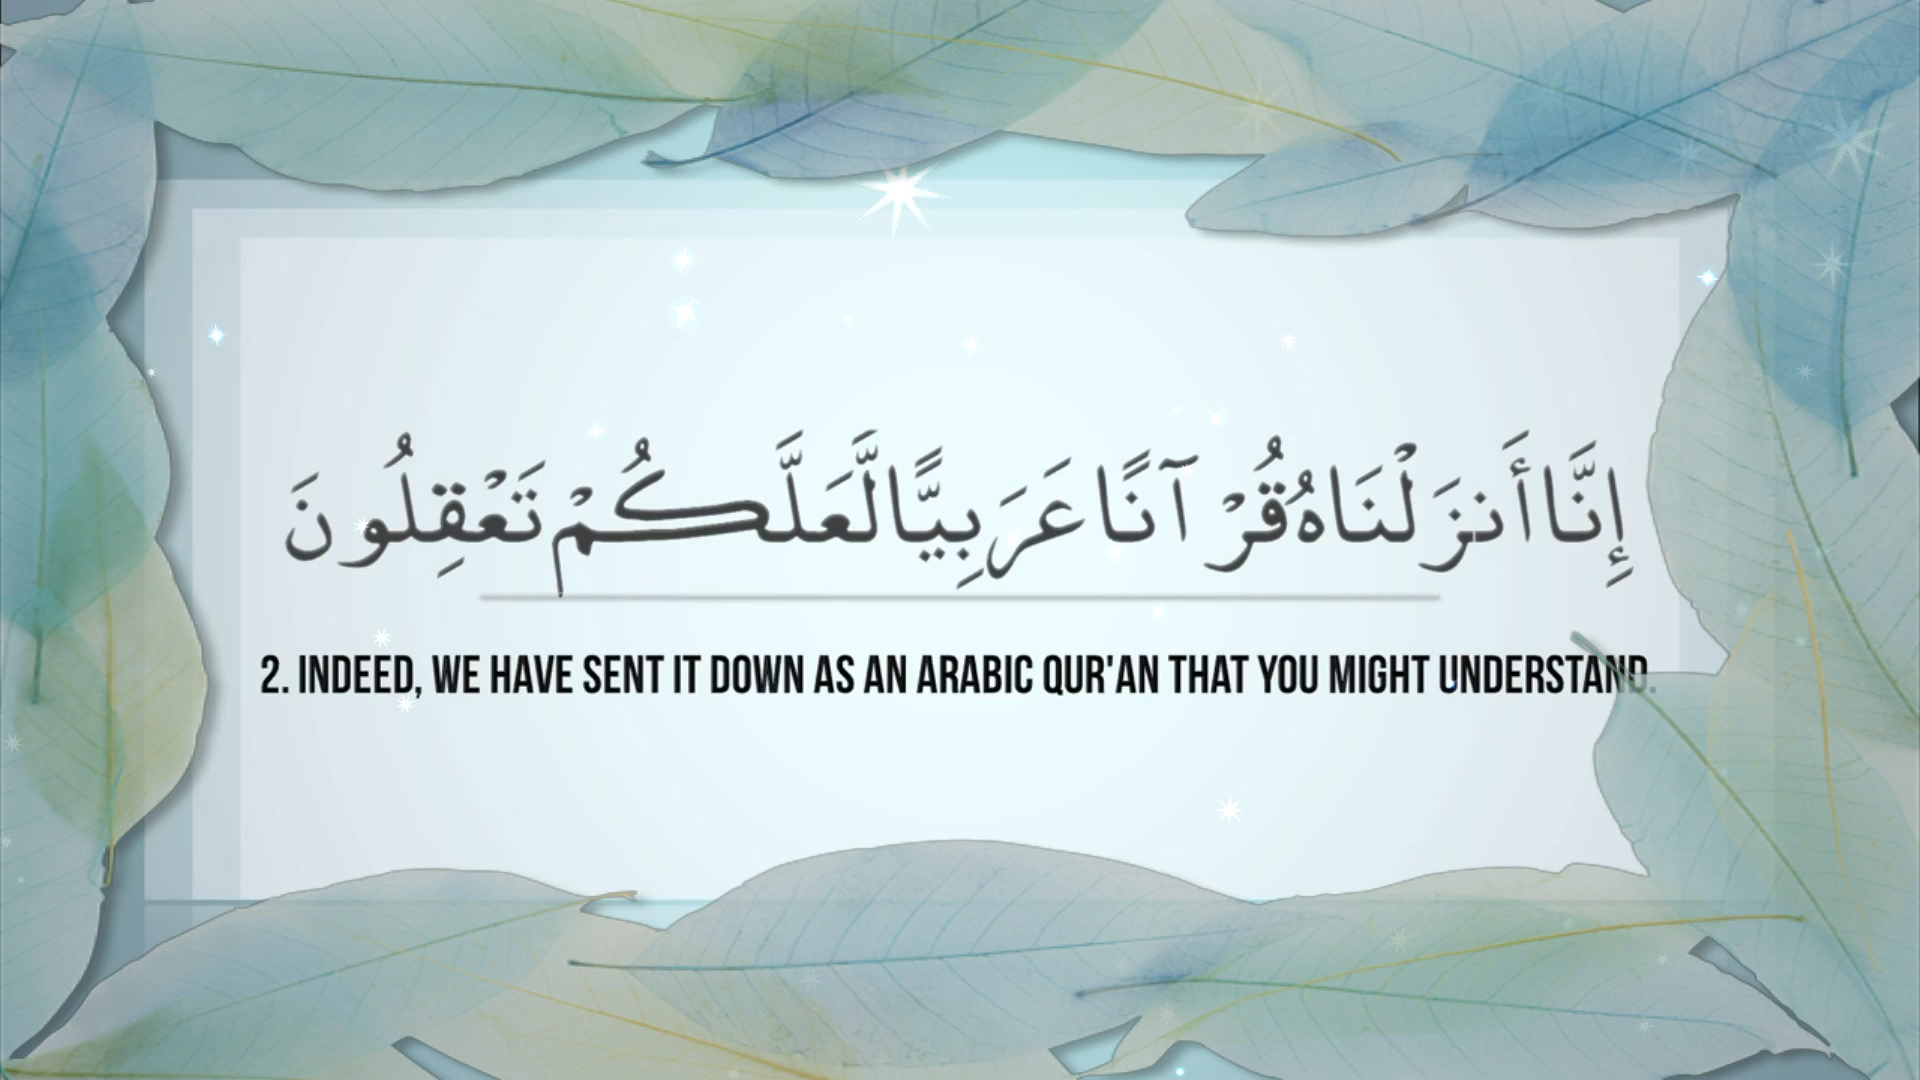 إِنَّا أَنزَلْنَاهُ قُرْآنًا عَرَبِيًّا لَّعَلَّكُمْ تَعْقِلُونَ
2. INDEED, WE HAVE SENT IT DOWN AS AN ARABIC QUR'AN THAT YOU MIGHT UNDERSTAND.